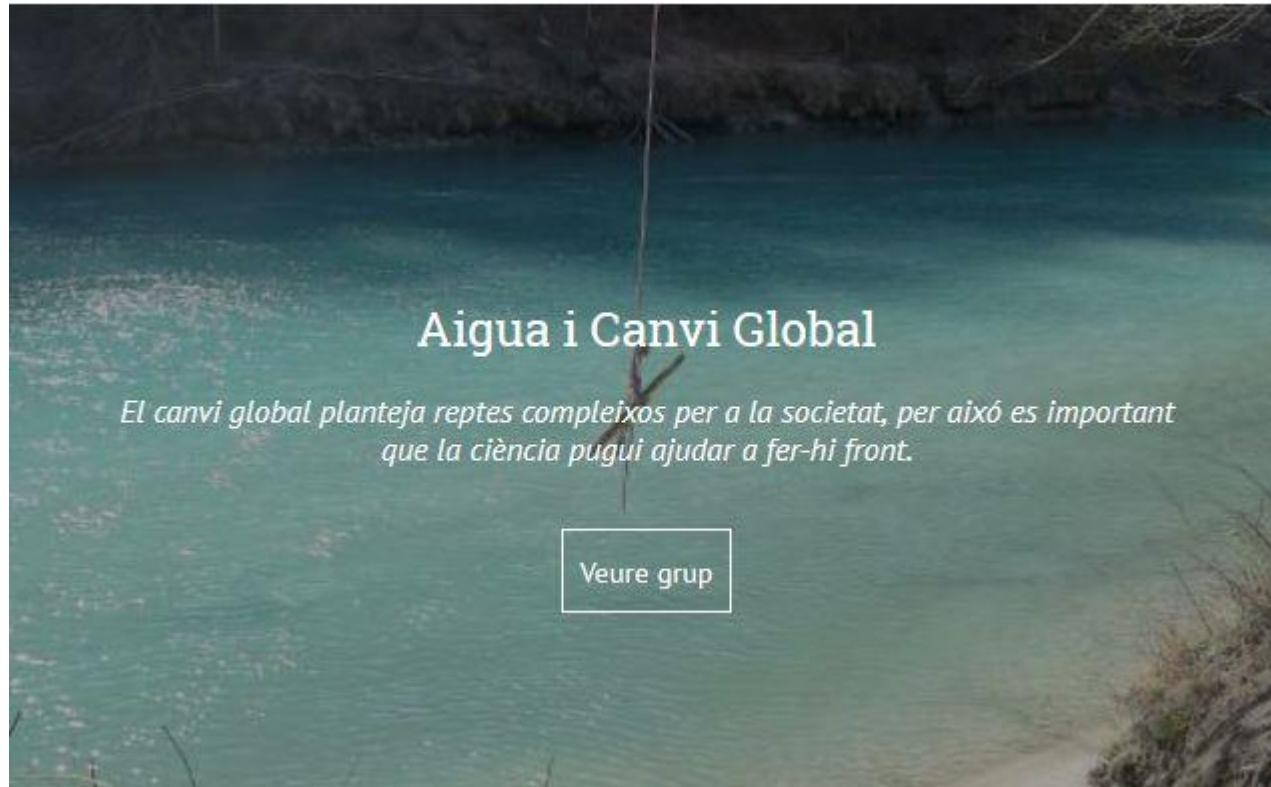 Aigua i Canvi Global
El canvi global planteja reptes compleixos per a la societat, per aixó es important
que la ciència pugui ajudar a fer-hi front.
Veure grup